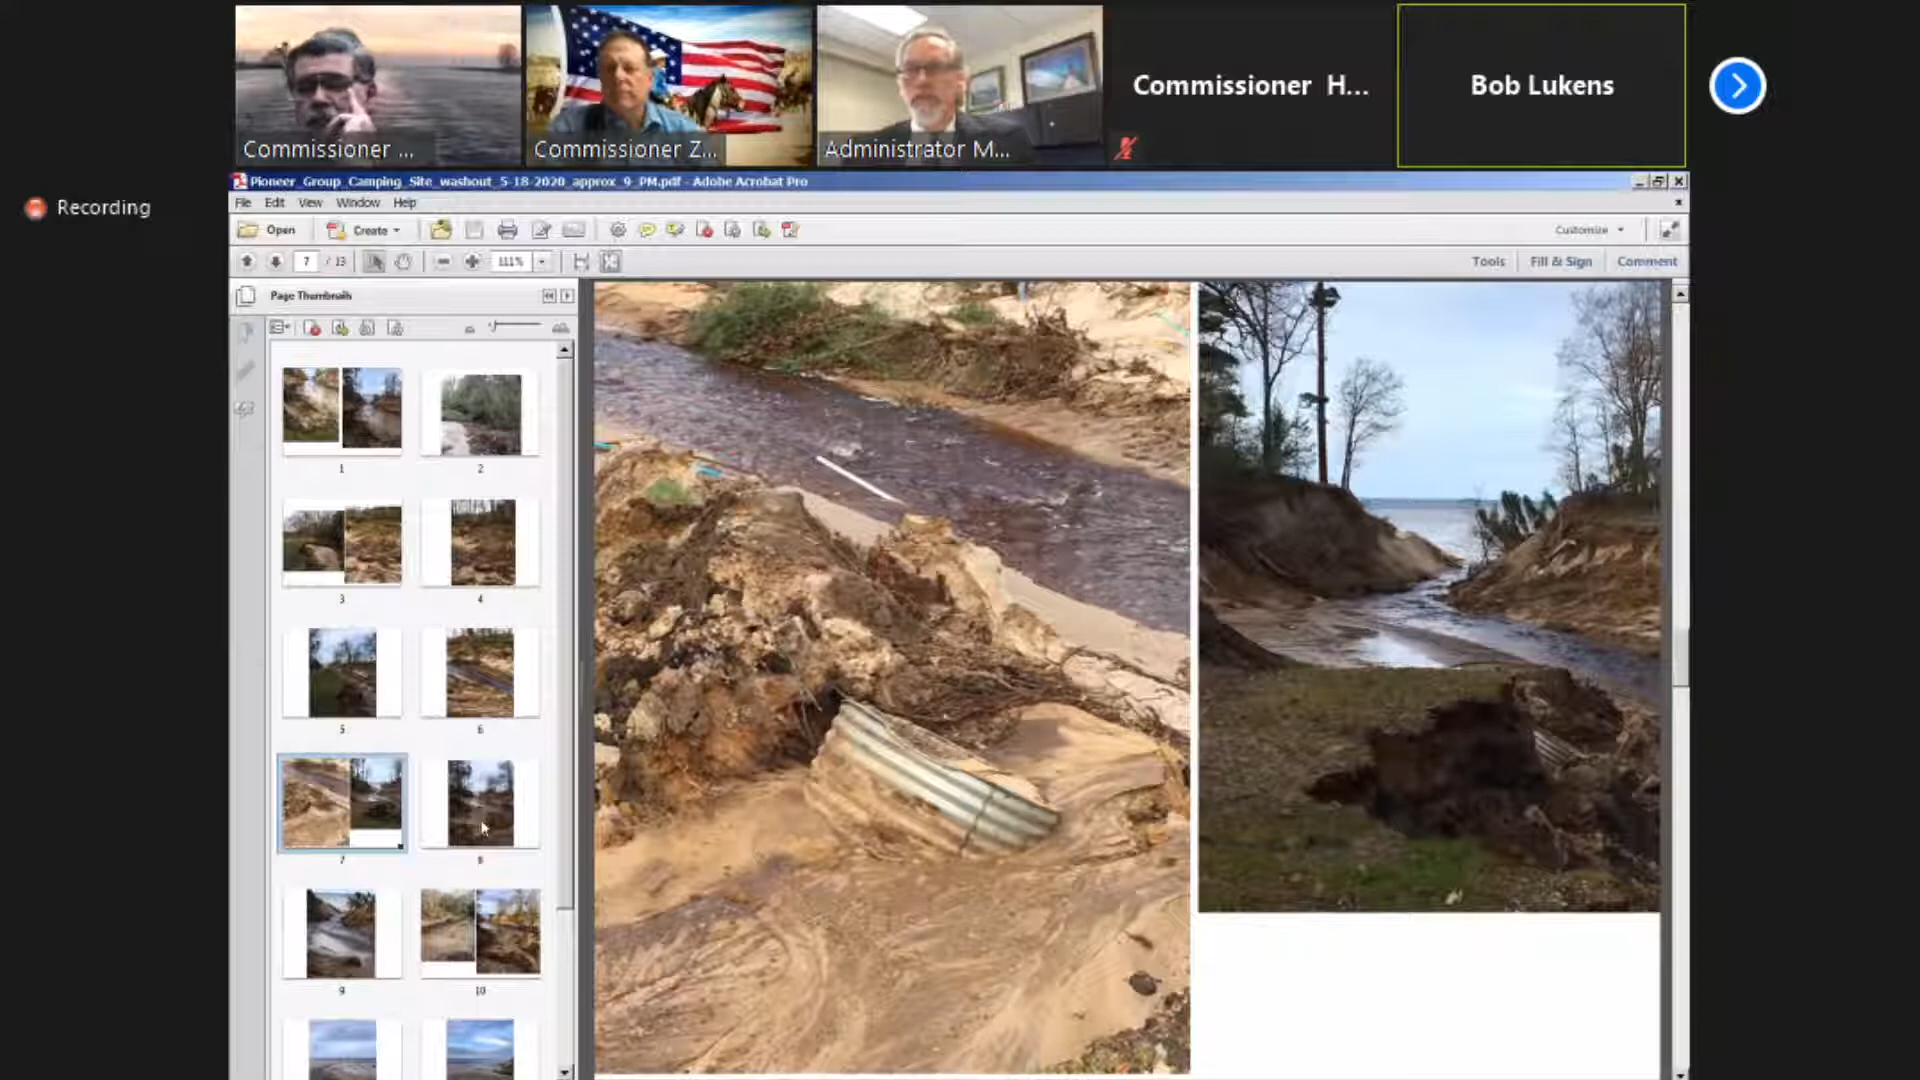 Commissioner ...
Commissioner Z...
Administrator M...
Commissioner H...
Bob Lukens
Recording
Pioneer_Group_Camping_Site_washout_5-18-2020_approx_9_PM.pdf - Adobe Acrobat Pro
File Edit View Window Help
Open
Create
Customize
7 / 13
111%
Tools
Fill & Sign
Comment
Page Thumbnails
1
2
3
4
5
6
7
8
9
10